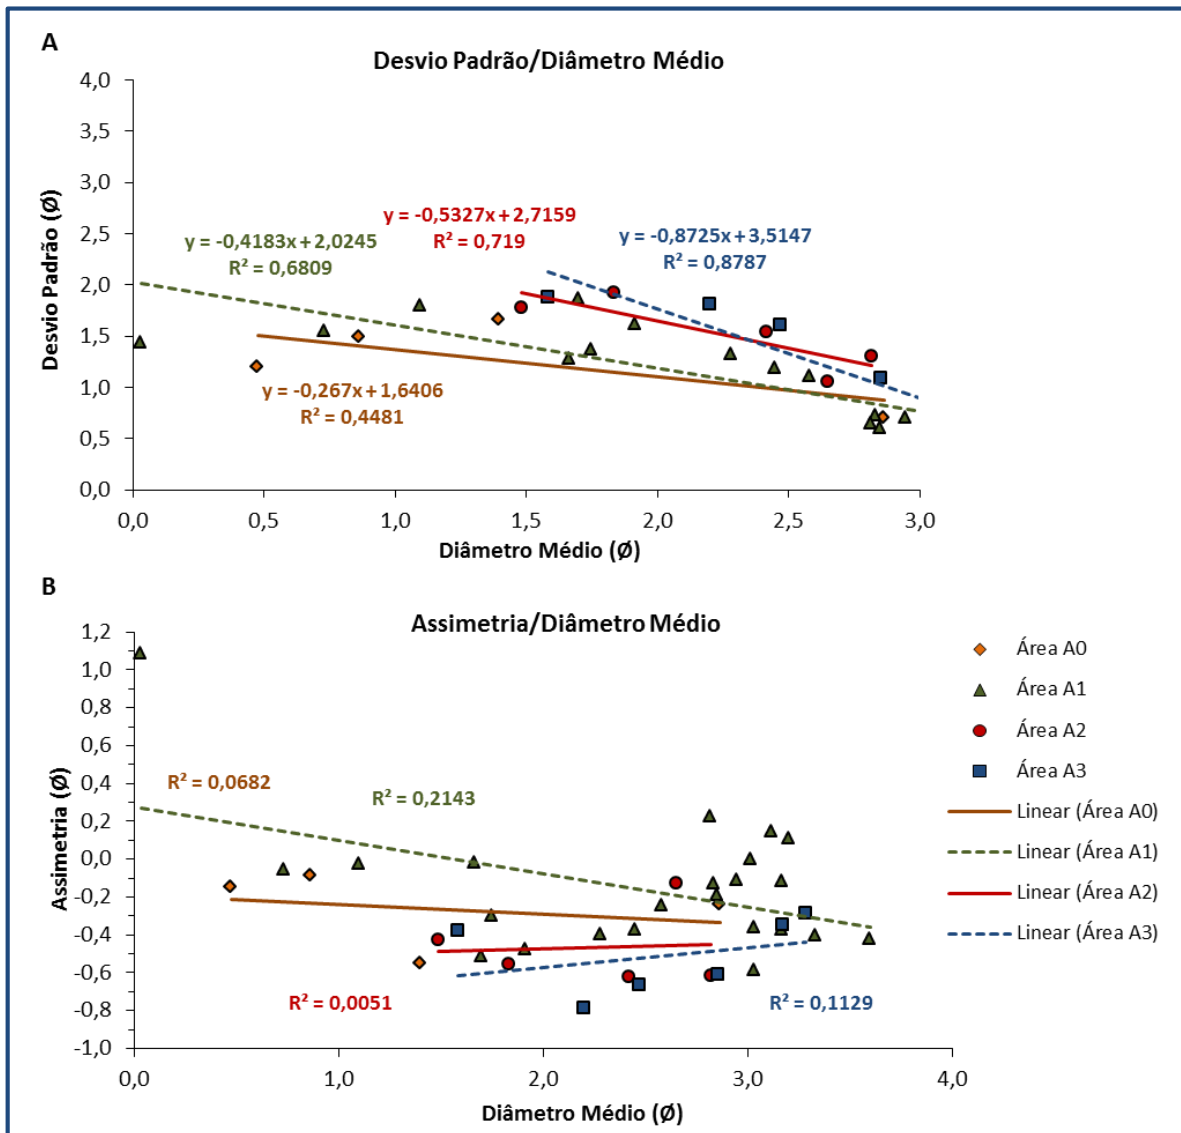 A
Desvio Padrão/Diâmetro Médio
4,0
3,5
3,0
2,5
2,0
1,5
1,0
0,5
0,0
Desvio Padrão (Ø)
y = -0,5327x + 2,7159
R² = 0,719
y = -0,4183x + 2,0245
R² = 0,6809
y = -0,8725x + 3,5147
R² = 0,8787
y = -0,267x + 1,6406
R² = 0,4481
0,0 0,5 1,0 1,5 2,0 2,5 3,0
Diâmetro Médio (Ø)
B
Assimetria/Diâmetro Médio
1,2
1,0
0,8
0,6
0,4
0,2
0,0
-0,2
-0,4
-0,6
-0,8
-1,0
Assimetria (Ø)
R² = 0,0682
R² = 0,2143
R² = 0,0051
R² = 0,1129
0,0 1,0 2,0 3,0 4,0
Diâmetro Médio (Ø)
Área A0
Área A1
Área A2
Área A3
Linear (Área A0)
Linear (Área A1)
Linear (Área A2)
Linear (Área A3)